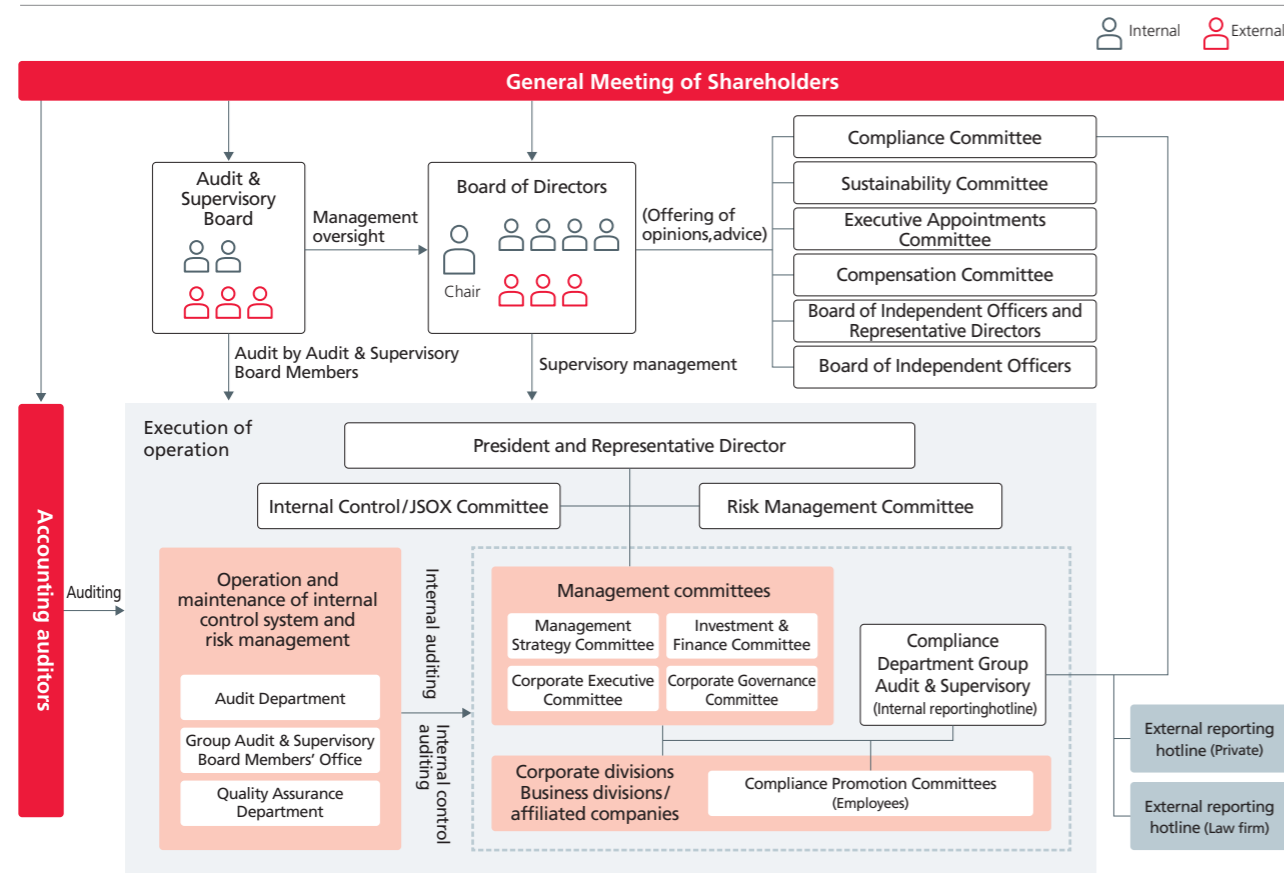 Internal
External
General Meeting of Shareholders
Audit &
Supervisory
Board
Management
oversight
Board of Directors
Chair
(Offering of
opinions,advice)
Compliance Committee
Sustainability Committee
Executive Appointments
Committee
Compensation Committee
Board of Independent Officers and
Representative Directors
Board of Independent Officers
Audit by Audit & Supervisory
Board Members
Supervisory management
Accounting auditors
Auditing
Execution of
operation
President and Representative Director
Internal Control/JSOX Committee
Risk Management Committee
Operation and
maintenance of internal
control system and
risk management
Audit Department
Group Audit & Supervisory
Board Members' Office
Quality Assurance
Department
Internal auditing
Internal control
auditing
Management committees
Management
Strategy Committee
Investment &
Finance Committee
Corporate Executive
Committee
Corporate Governance
Committee
Compliance
Department Group
Audit & Supervisory
(Internal reportinghotline)
Corporate divisions
Business divisions/
affiliated companies
Compliance Promotion Committees
(Employees)
External reporting
hotline (Private)
External reporting
hotline (Law firm)